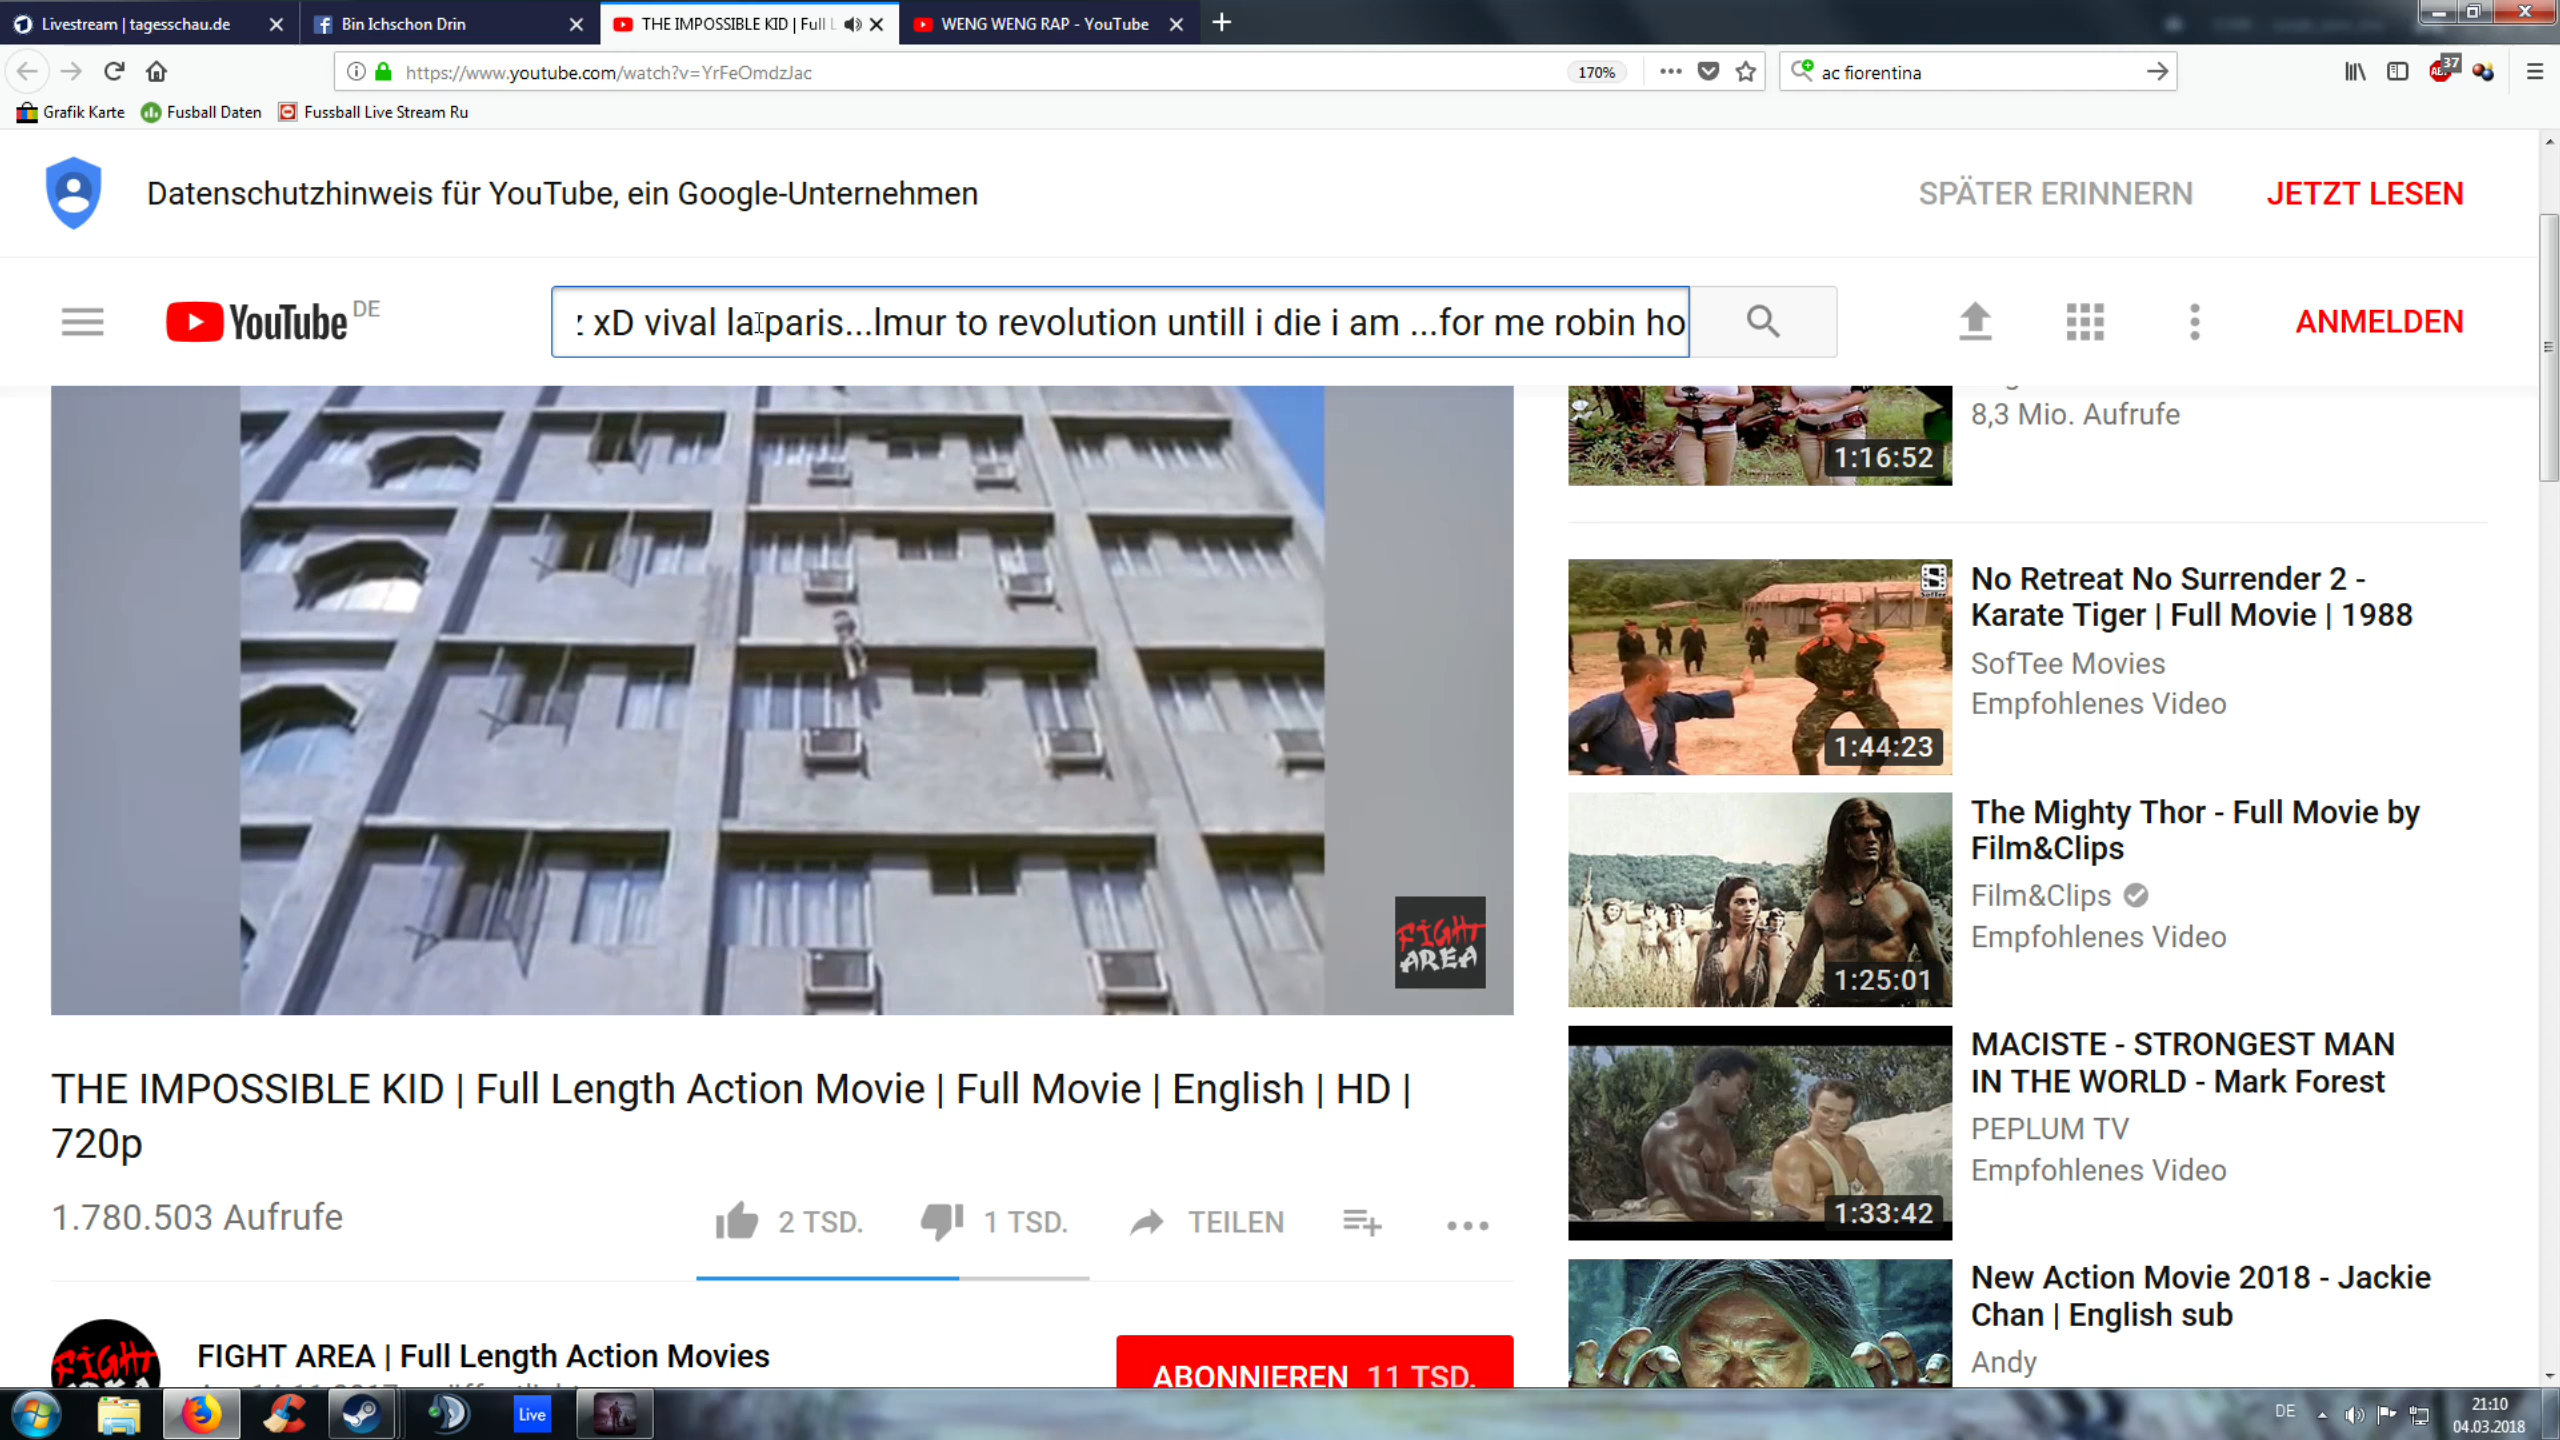 Livestream | tagesschau.de
Bin Ichschon Drin
THE IMPOSSIBLE KID | Full L
WENG WENG RAP - YouTube
https://www.youtube.com/watch?v=YrFeOmdzJac
170%
ac fiorentina
37
Grafik Karte
Fusball Daten
Fussball Live Stream Ru
Datenschutzhinweis für YouTube, ein Google-Unternehmen
SPÄTER ERINNERN
JETZT LESEN
YouTube DE
xD vival la paris...lmur to revolution untill i die i am ...for me robin ho
ANMELDEN
8,3 Mio. Aufrufe
1:16:52
No Retreat No Surrender 2 -
Karate Tiger | Full Movie | 1988
SofTee Movies
Empfohlenes Video
1:44:23
The Mighty Thor - Full Movie by
Film&Clips
Film&Clips
Empfohlenes Video
1:25:01
FIGHT
AREA
MACISTE - STRONGEST MAN
IN THE WORLD - Mark Forest
PEPLUM TV
Empfohlenes Video
1:33:42
THE IMPOSSIBLE KID | Full Length Action Movie | Full Movie | English | HD |
720p
1.780.503 Aufrufe
2 TSD.
1 TSD.
TEILEN
New Action Movie 2018 - Jackie
Chan | English sub
Andy
FIGHT
FIGHT AREA | Full Length Action Movies
ABONNIEREN 11 TSD.
Live
DE
21:10
04.03.2018